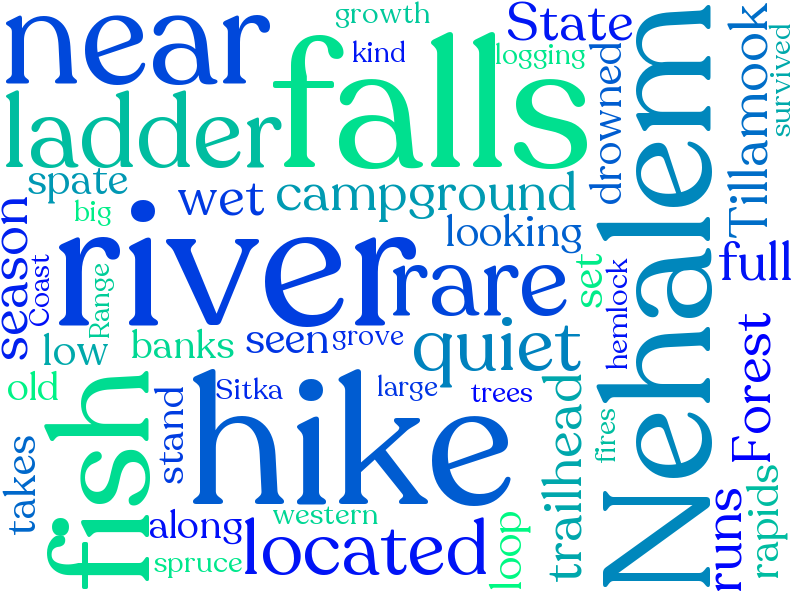 growth
State
near
kind
logging
falls
drowned
Nehalem
Tillamook
survived
ladder
spate
wet
campground
big
looking
season
Coast
river
rare
set
hemlock
full
Range
low
banks
seen
grove
quiet
old
fish
stand
Sitka
large
trees
hike
trailhead
fires
Forest
takes
along
western
located
spruce
loop
runs
rapids